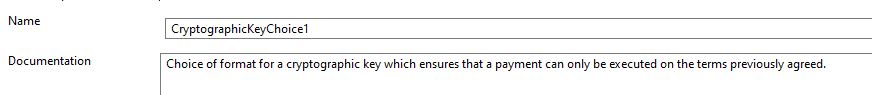 Name
CryptographicKeyChoice1
Documentation
Choice of format for a cryptographic key which ensures that a payment can only be executed on the terms previously agreed.